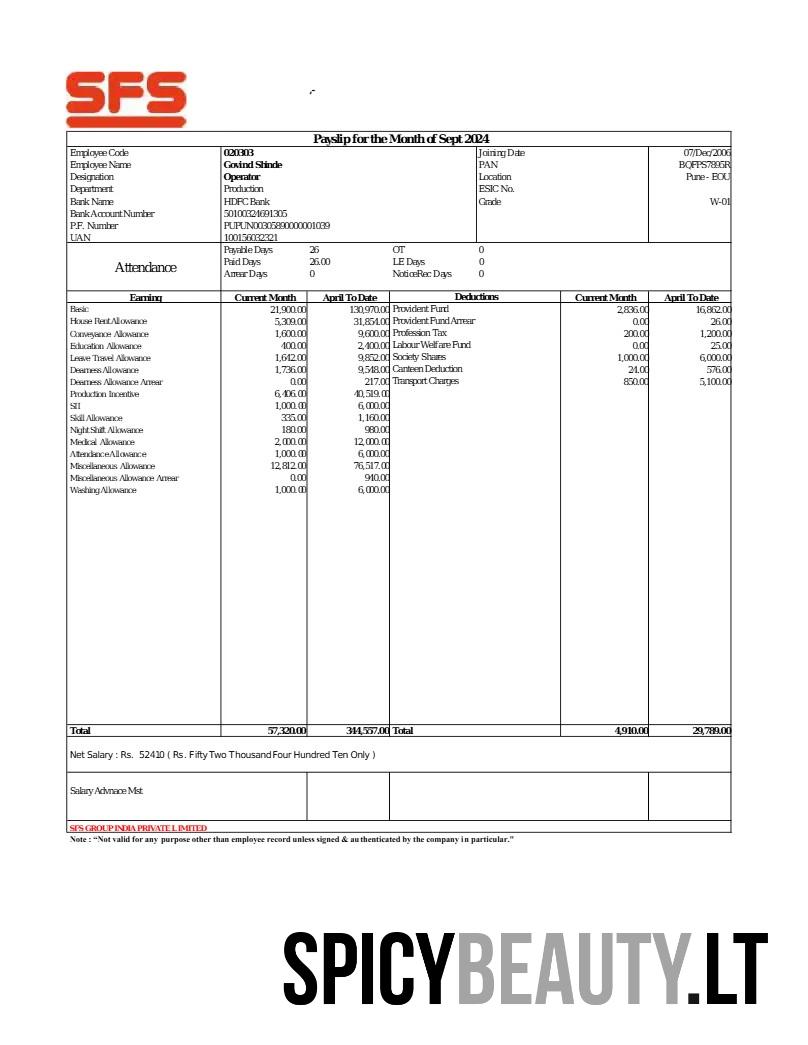 SFS
Payslip for the Month of Sept 2024
Employee Code 020303 Joining Date 07/Dec/2006
Employee Name Govind Shinde PAN BQFPS7895R
Designation Operator Location Pune - EOU
Department Production ESIC No.
Bank Name HDFC Bank Grade W-01
Bank Account Number 50100324691305
P.F. Number PUPUN00305890000001039
UAN 100156032321
Attendance
Payable Days 26 OT 0
Paid Days 26.00 LE Days 0
Arrear Days 0 NoticeRec Days 0
Earning Current Month April To Date Deductions Current Month April To Date
Basic 21,900.00 130,970.00 Provident Fund 2,836.00 16,862.00
House Rent Allowance 5,309.00 31,854.00 Provident Fund Arrear 0.00 26.00
Conveyance Allowance 1,600.00 9,600.00 Profession Tax 200.00 1,200.00
Education Allowance 400.00 2,400.00 Labour Welfare Fund 0.00 25.00
Leave Travel Allowance 1,642.00 9,852.00 Society Shares 1,000.00 6,000.00
Dearness Allowance 1,736.00 9,548.00 Canteen Deduction 24.00 576.00
Dearness Allowance Arrear 0.00 217.00 Transport Charges 850.00 5,100.00
Production Incentive 6,406.00 40,519.00
SII 1,000.00 6,000.00
Skill Allowance 335.00 1,160.00
Night Shift Allowance 180.00 980.00
Medical Allowance 2,000.00 12,000.00
Attendance Allowance 1,000.00 6,000.00
Miscellaneous Allowance 12,812.00 76,517.00
Miscellaneous Allowance Arrear 0.00 940.00
Washing Allowance 1,000.00 6,000.00
Total 57,320.00 344,557.00 Total 4,910.00 29,789.00
Net Salary : Rs. 52410 ( Rs. Fifty Two Thousand Four Hundred Ten Only )
Salary Advnace Mst
SFS GROUP INDIA PRIVATE LIMITED
Note : “Not valid for any purpose other than employee record unless signed & authenticated by the company in particular.”
SPICYBEAUTY.LT